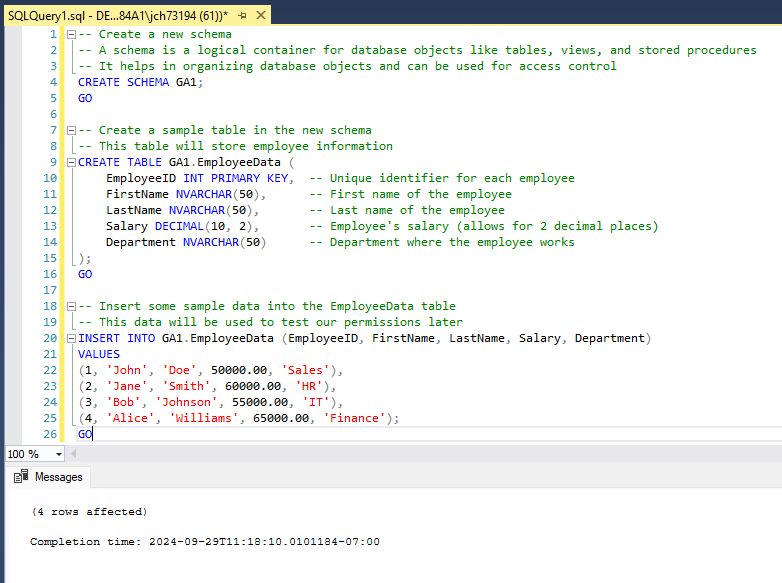 SQLQuery1.sql - DE...84A1\jch73194 (61))*
1 -- Create a new schema
2 -- A schema is a logical container for database objects like tables, views, and stored procedures
3 -- It helps in organizing database objects and can be used for access control
4 CREATE SCHEMA GA1;
5 GO
6
7 -- Create a sample table in the new schema
8 -- This table will store employee information
9 CREATE TABLE GA1.EmployeeData (
10 EmployeeID INT PRIMARY KEY, -- Unique identifier for each employee
11 FirstName NVARCHAR(50), -- First name of the employee
12 LastName NVARCHAR(50), -- Last name of the employee
13 Salary DECIMAL(10, 2), -- Employee's salary (allows for 2 decimal places)
14 Department NVARCHAR(50) -- Department where the employee works
15 );
16 GO
17
18 -- Insert some sample data into the EmployeeData table
19 -- This data will be used to test our permissions later
20 INSERT INTO GA1.EmployeeData (EmployeeID, FirstName, LastName, Salary, Department)
21 VALUES
22 (1, 'John', 'Doe', 50000.00, 'Sales'),
23 (2, 'Jane', 'Smith', 60000.00, 'HR'),
24 (3, 'Bob', 'Johnson', 55000.00, 'IT'),
25 (4, 'Alice', 'Williams', 65000.00, 'Finance');
26 GO
100 %
Messages
(4 rows affected)
Completion time: 2024-09-29T11:18:10.0101184-07:00